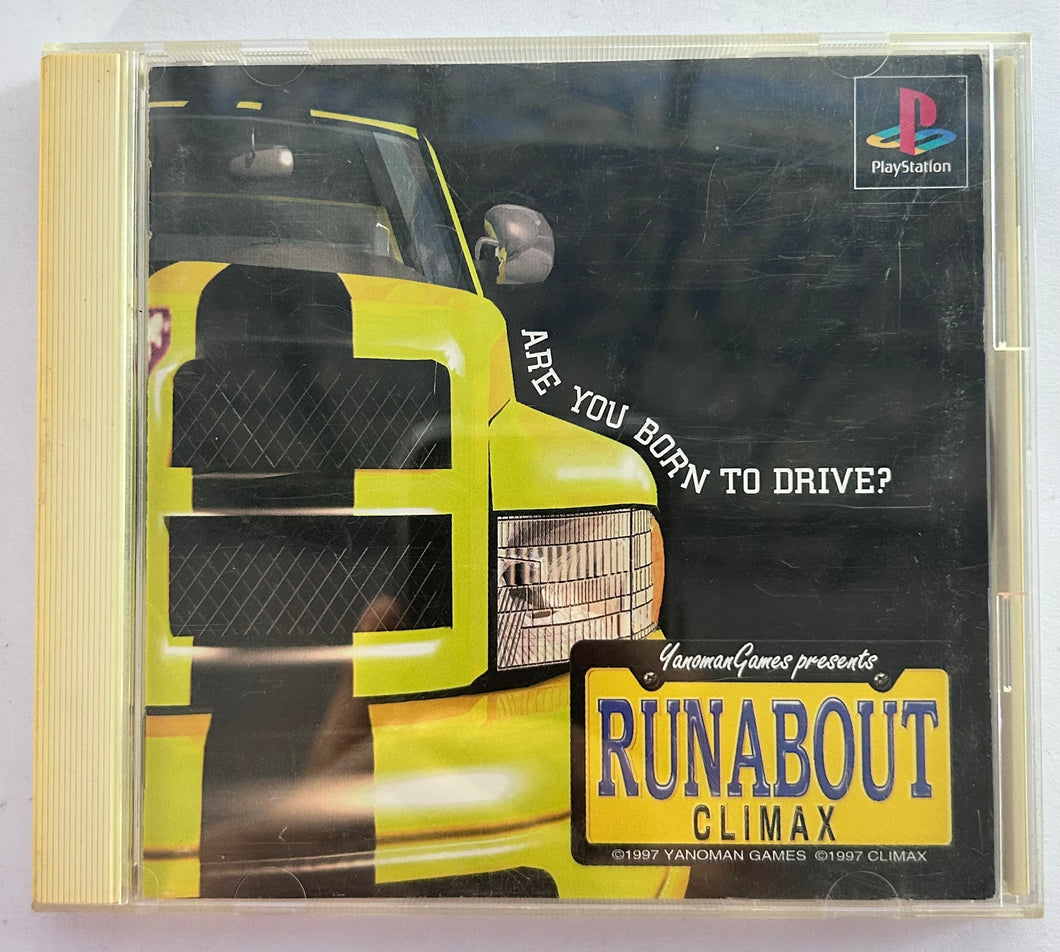 PlayStation
ARE YOU BORN TO DRIVE?
YanomanGames presents
RUNABOUT
CLIMAX
©1997 YANOMAN GAMES ©1997 CLIMAX